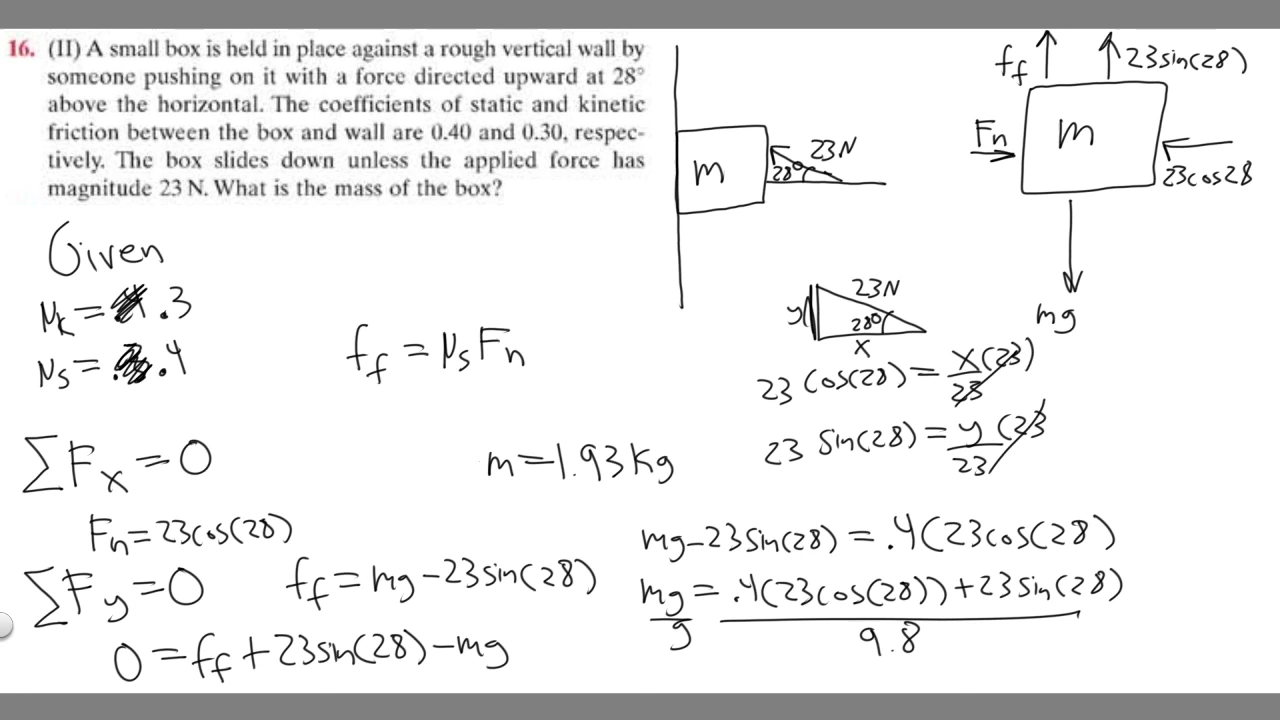 16. (II) A small box is held in place against a rough vertical wall by
someone pushing on it with a force directed upward at 28°
above the horizontal. The coefficients of static and kinetic
friction between the box and wall are 0.40 and 0.30, respec-
tively. The box slides down unless the applied force has
magnitude 23 N. What is the mass of the box?
m
23N
28°
ff
23sin(28)
Fn
m
23cos28
mg
Given
μk = .3
μs = .4
ff = μsFn
23N
y
28°
x
23 cos(28) = x(23)/23
23 sin(28) = y(23/23
ΣFx = 0
m=1.93kg
Fn=23cos(28)
ΣFy=0
ff=mg-23sin(28)
0=ff+23sin(28)-mg
mg-23sin(28) = .4(23cos(28)
mg = .4(23cos(28))+23sin(28)
g
9.8